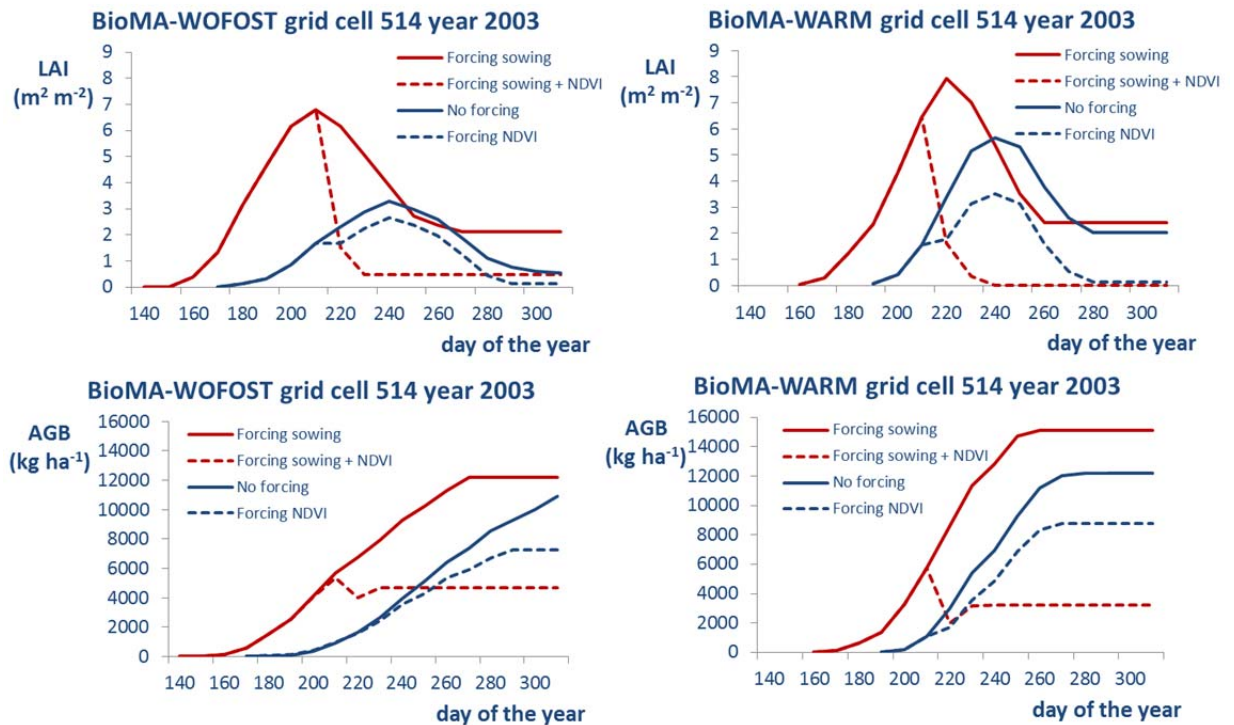 BioMA-WOFOST grid cell 514 year 2003
LAI
(m² m⁻²)
9
8
7
6
5
4
3
2
1
0
Forcing sowing
Forcing sowing + NDVI
No forcing
Forcing NDVI
140 160 180 200 220 240 260 280 300
day of the year
BioMA-WARM grid cell 514 year 2003
LAI
(m² m⁻²)
9
8
7
6
5
4
3
2
1
0
Forcing sowing
Forcing sowing + NDVI
No forcing
Forcing NDVI
140 160 180 200 220 240 260 280 300
day of the year
BioMA-WOFOST grid cell 514 year 2003
AGB
(kg ha⁻¹)
16000
14000
12000
10000
8000
6000
4000
2000
0
Forcing sowing
Forcing sowing + NDVI
No forcing
Forcing NDVI
140 160 180 200 220 240 260 280 300
day of the year
BioMA-WARM grid cell 514 year 2003
AGB
(kg ha⁻¹)
16000
14000
12000
10000
8000
6000
4000
2000
0
Forcing sowing
Forcing sowing + NDVI
No forcing
Forcing NDVI
140 160 180 200 220 240 260 280 300
day of the year